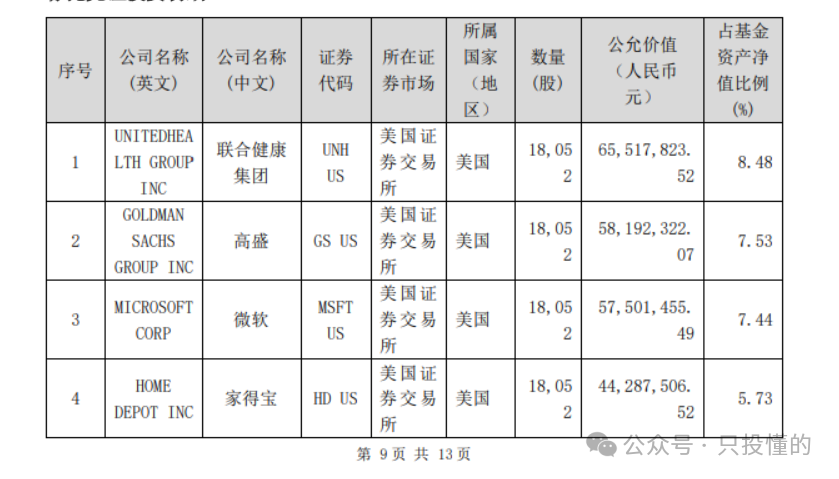 序号 公司名称(英文) 公司名称(中文) 证券代码 所在证券市场 所属国家（地区） 数量(股) 公允价值（人民币元） 占基金资产净值比例(%)
1 UNITEDHEALTH GROUP INC 联合健康集团 UNH US 美国证券交易所 美国 18,052 65,517,823.52 8.48
2 GOLDMAN SACHS GROUP INC 高盛 GS US 美国证券交易所 美国 18,052 58,192,322.07 7.53
3 MICROSOFT CORP 微软 MSFT US 美国证券交易所 美国 18,052 57,501,455.49 7.44
4 HOME DEPOT INC 家得宝 HD US 美国证券交易所 美国 18,052 44,287,506.52 5.73
第 9 页 共 13 页
公众号 · 只投懂的